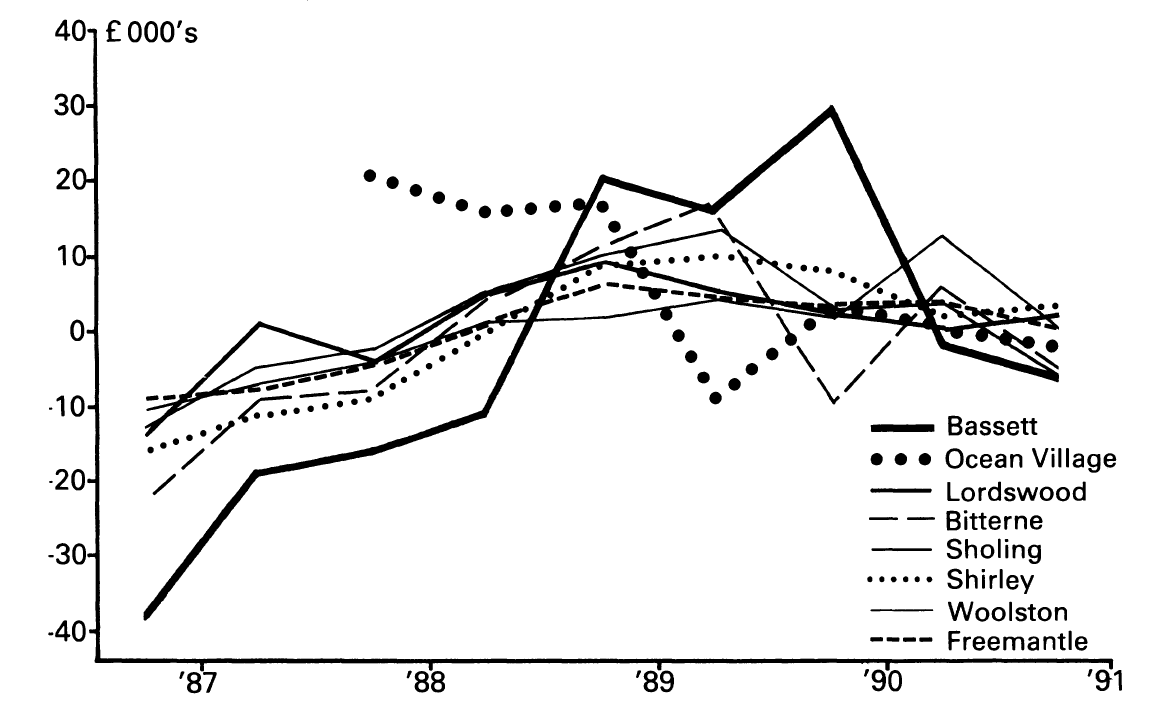 40 £ 000's
30
20
10
0
-10
-20
-30
-40
'87 '88 '89 '90 '91
Bassett
Ocean Village
Lordswood
Bitterne
Sholing
Shirley
Woolston
Freemantle